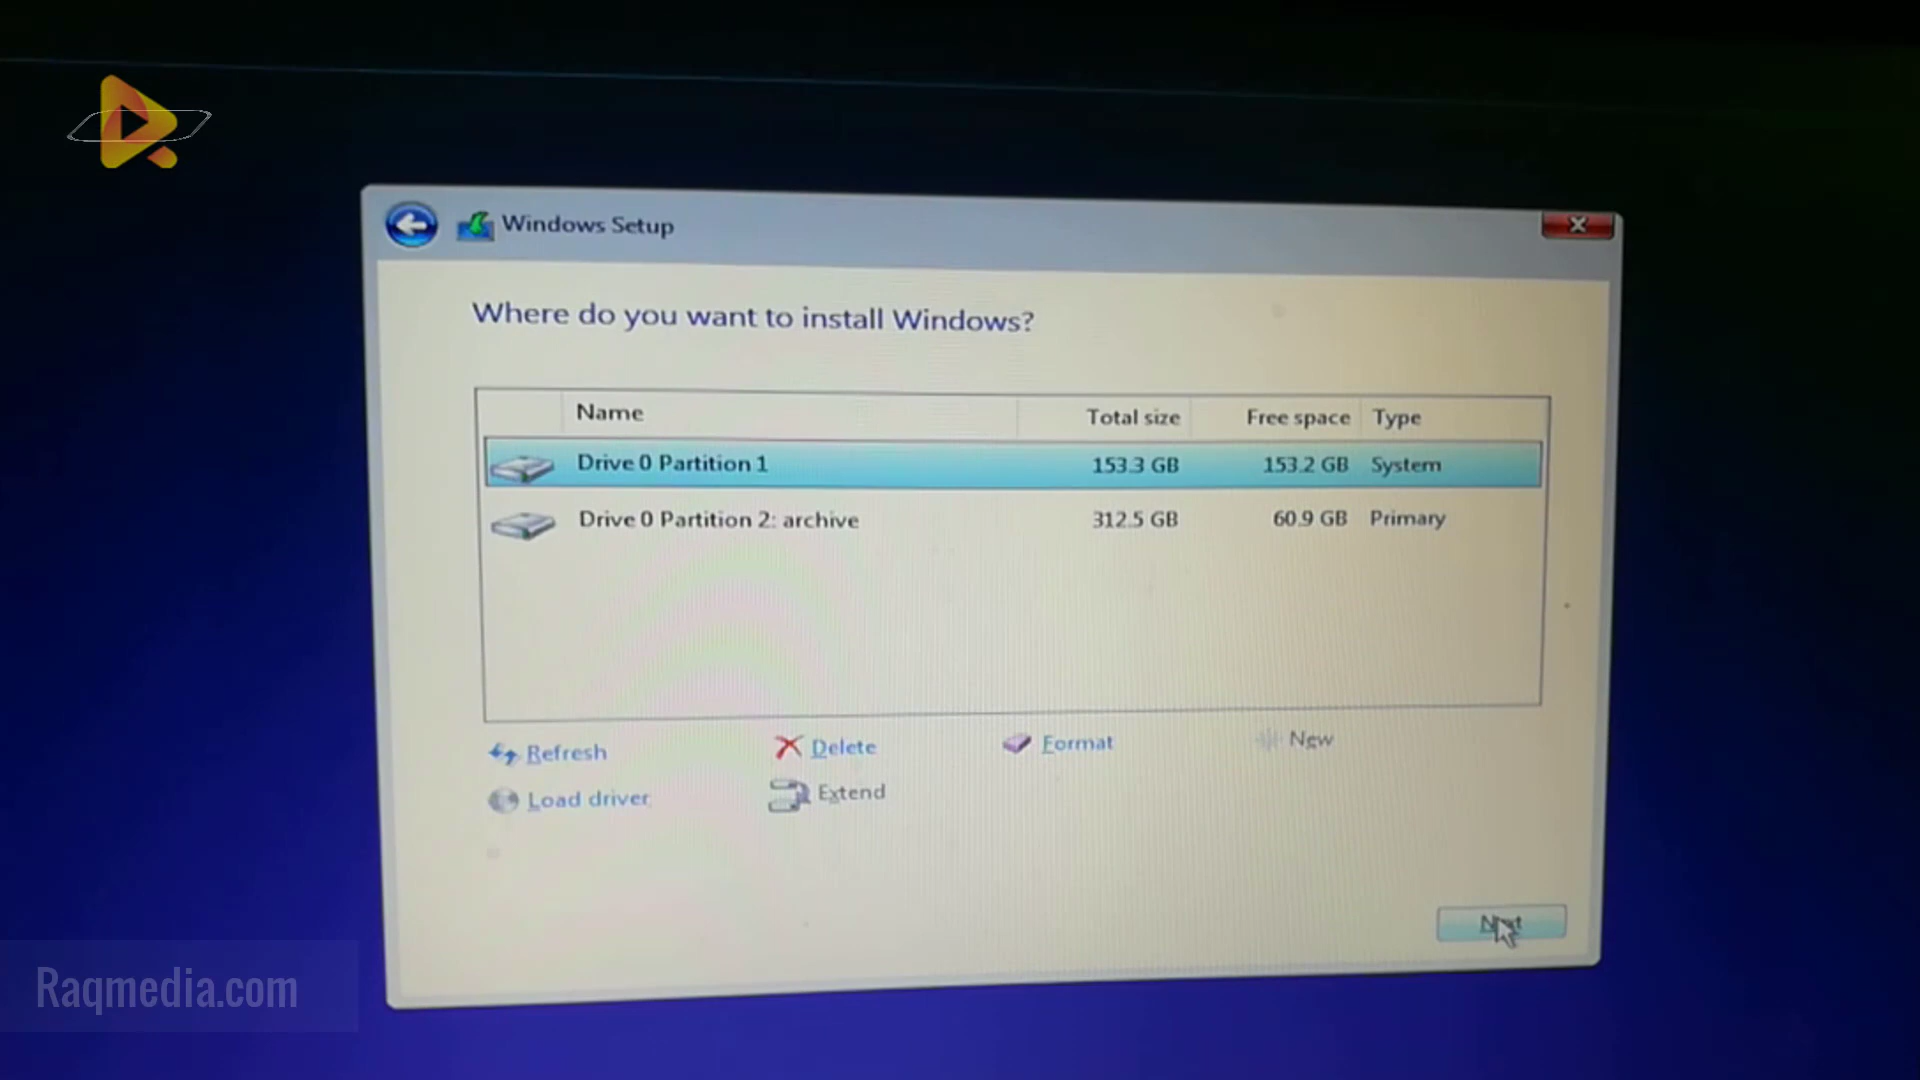 Windows Setup
Where do you want to install Windows?
Name Total size Free space Type
Drive 0 Partition 1 153.3 GB 153.2 GB System
Drive 0 Partition 2: archive 312.5 GB 60.9 GB Primary
Refresh Delete Format New
Load driver Extend
Next
Raqmedia.com